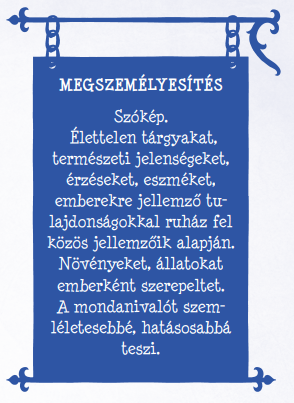 MEGSZEMÉLYESÍTÉS
Szókép.
Élettelen tárgyakat,
természeti jelenségeket,
érzéseket, eszméket,
emberekre jellemző tu-
lajdonságokkal ruház fel
közös jellemzőik alapján.
Növényeket, állatokat
emberként szerepeltet.
A mondanivalót szem-
léletesebbé, hatásosabbá
teszi.